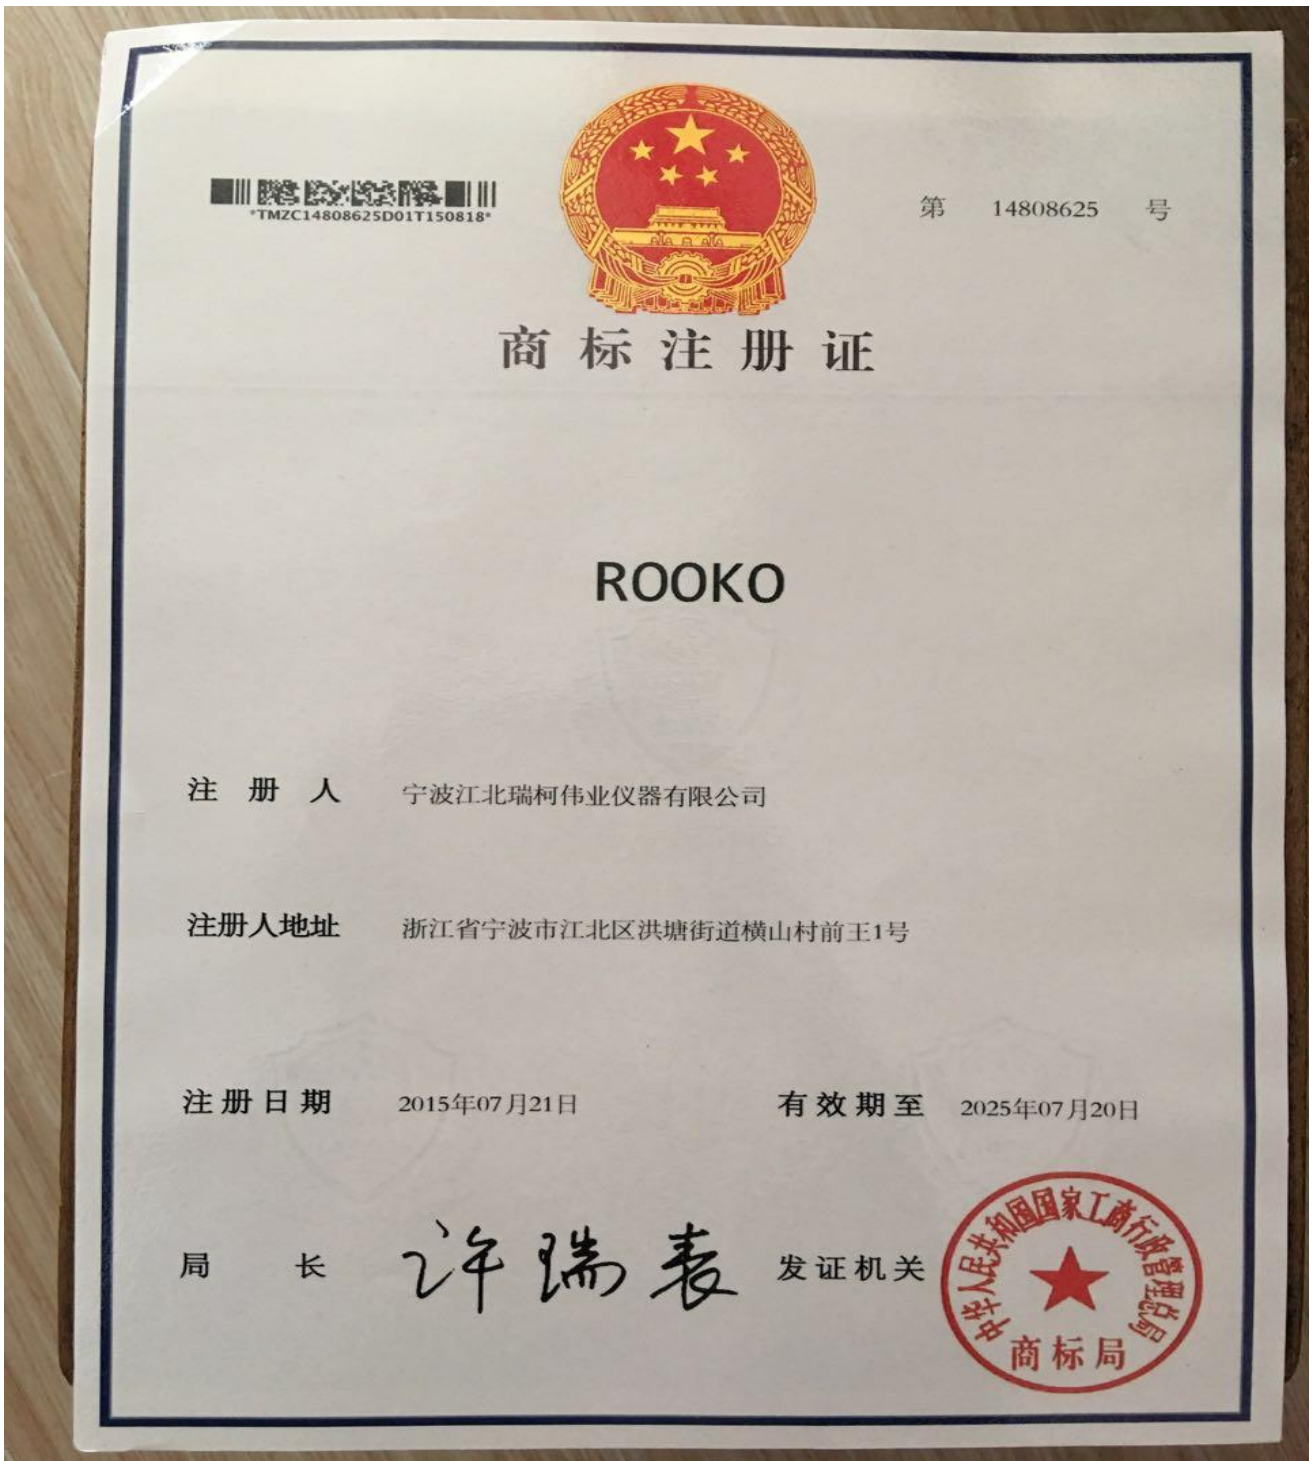 *TMZC14808625D01T150818*
第 14808625 号
商标注册证
ROOKO
注册人 宁波江北瑞柯伟业仪器有限公司
注册人地址 浙江省宁波市江北区洪塘街道横山村前王1号
注册日期 2015年07月21日 有效期至 2025年07月20日
局长 许瑞表 发证机关
中华人民共和国国家工商行政管理总局
商标局